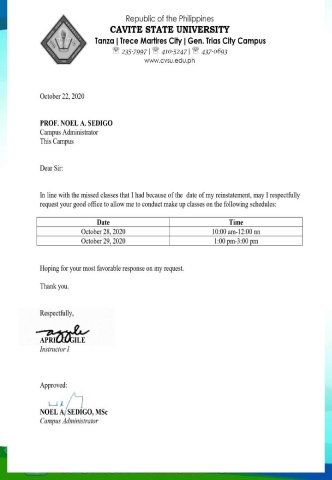 Republic of the Philippines
CAVITE STATE UNIVERSITY
Tanza | Trece Martires City | Gen. Trias City Campus
☏ 235-7997 | ☏ 410-5247 | ☏ 437-0693
www.cvsu.edu.ph
October 22, 2020
PROF. NOEL A. SEDIGO
Campus Administrator
This Campus
Dear Sir:
In line with the missed classes that I had because of the date of my reinstatement, may I respectfully
request your good office to allow me to conduct make up classes on the following schedules:
Date Time
October 28, 2020 10:00 am-12:00 nn
October 29, 2020 1:00 pm-3:00 pm
Hoping for your most favorable response on my request.
Thank you.
Respectfully,
Instructor I
Approved:
NOEL A. SEDIGO, MSc
Campus Administrator